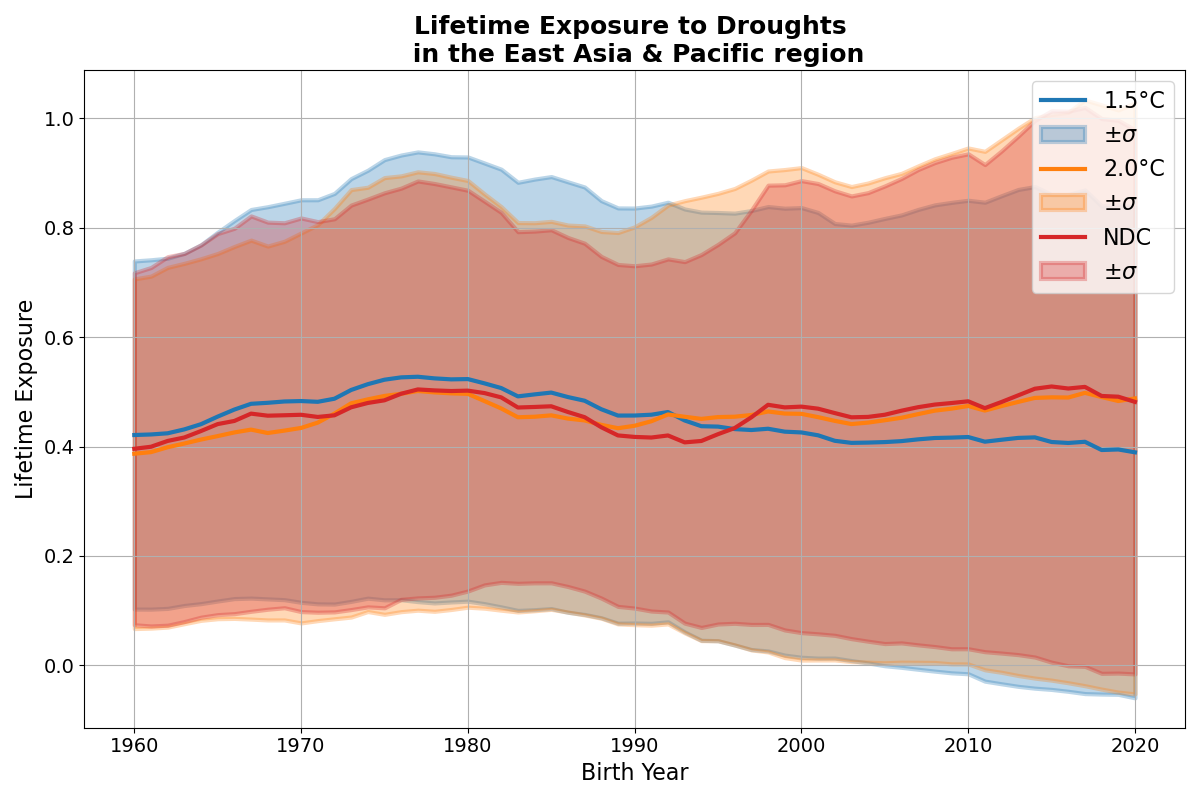 Lifetime Exposure to Droughts
in the East Asia & Pacific region
1.5°C
±σ
2.0°C
±σ
NDC
±σ
Lifetime Exposure
1.0
0.8
0.6
0.4
0.2
0.0
1960 1970 1980 1990 2000 2010 2020
Birth Year